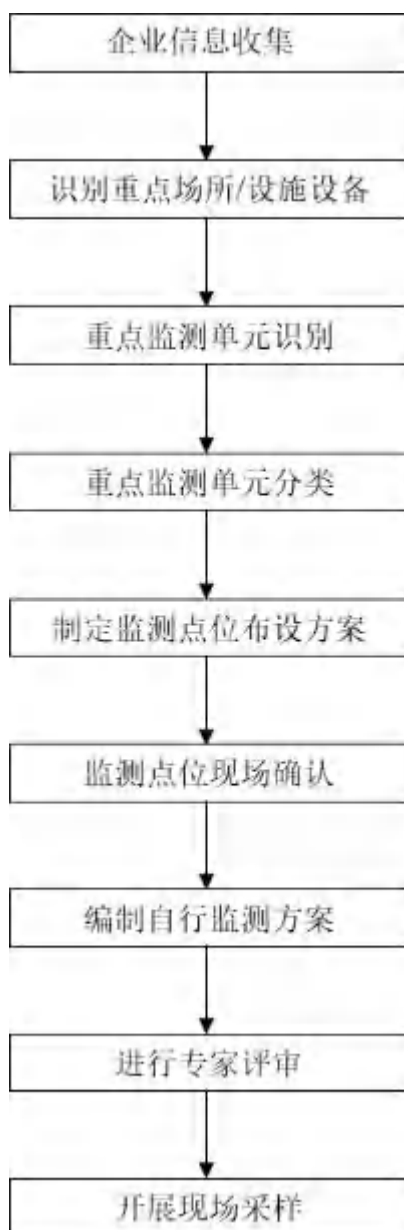 企业信息收集
识别重点场所/设施设备
重点监测单元识别
重点监测单元分类
制定监测点位布设方案
监测点位现场确认
编制自行监测方案
进行专家评审
开展现场采样